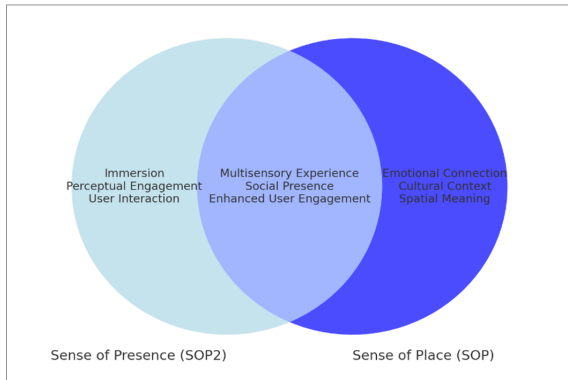 Immersion
Perceptual Engagement
User Interaction
Multisensory Experience
Social Presence
Enhanced User Engagement
Emotional Connection
Cultural Context
Spatial Meaning
Sense of Presence (SOP2)
Sense of Place (SOP)